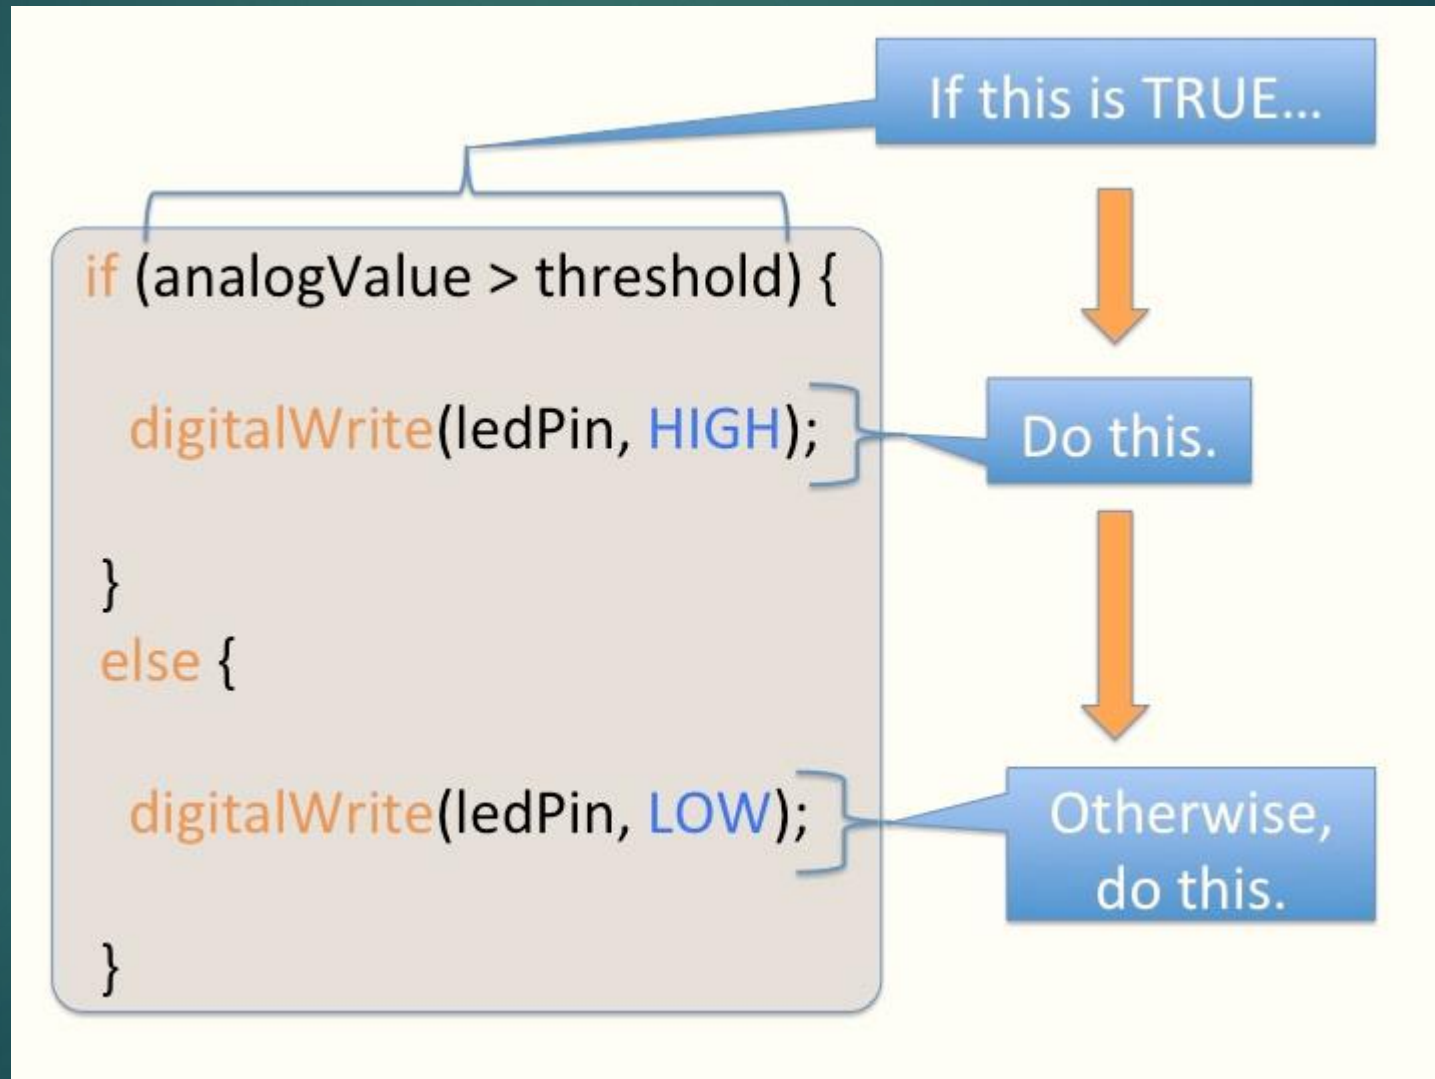 If this is TRUE...
if (analogValue > threshold) {
digitalWrite(ledPin, HIGH);
Do this.
}
else {
digitalWrite(ledPin, LOW);
Otherwise,
do this.
}